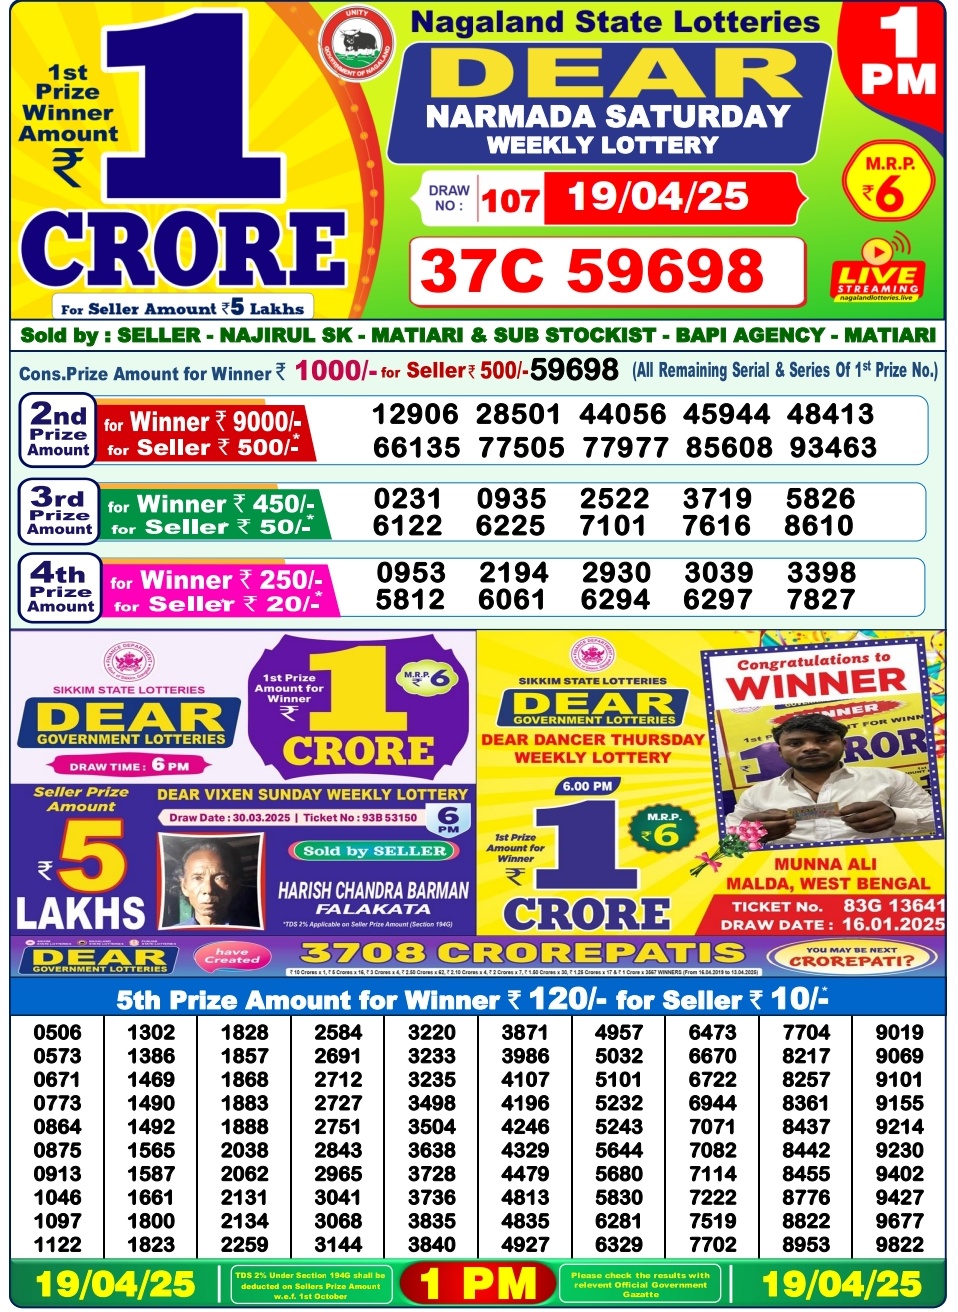 1st
Prize
Winner
Amount
₹
1
CRORE
For Seller Amount ₹5 Lakhs
UNITY
GOVERNMENT OF NAGALAND
Nagaland State Lotteries
DEAR
NARMADA SATURDAY
WEEKLY LOTTERY
1
PM
DRAW NO : 107 19/04/25
M.R.P.
₹6
37C 59698
LIVE
STREAMING
nagalandlotteries.live
Sold by : SELLER - NAJIRUL SK - MATIARI & SUB STOCKIST - BAPI AGENCY - MATIARI
Cons.Prize Amount for Winner ₹ 1000/- for Seller ₹ 500/- 59698 (All Remaining Serial & Series Of 1st Prize No.)
2nd
Prize
Amount
for Winner ₹ 9000/-
for Seller ₹ 500/-*
12906 28501 44056 45944 48413
66135 77505 77977 85608 93463
3rd
Prize
Amount
for Winner ₹ 450/-
for Seller ₹ 50/-*
0231 0935 2522 3719 5826
6122 6225 7101 7616 8610
4th
Prize
Amount
for Winner ₹ 250/-
for Seller ₹ 20/-*
0953 2194 2930 3039 3398
5812 6061 6294 6297 7827
SIKKIM STATE LOTTERIES
DEAR
GOVERNMENT LOTTERIES
DRAW TIME : 6 PM
1st Prize
Amount for
Winner
₹
1
CRORE
M.R.P.
₹ 6
Seller Prize
Amount
₹ 5
LAKHS
DEAR VIXEN SUNDAY WEEKLY LOTTERY
Draw Date : 30.03.2025 | Ticket No : 93B 53150
6
PM
Sold by SELLER
HARISH CHANDRA BARMAN
FALAKATA
*TDS 2% Applicable on Seller Prize Amount (Section 194G)
SIKKIM STATE LOTTERIES
DEAR
GOVERNMENT LOTTERIES
DEAR DANCER THURSDAY
WEEKLY LOTTERY
6.00 PM
1st Prize
Amount for
Winner
₹
1
CRORE
M.R.P.
₹6
Congratulations to
WINNER
MUNNA ALI
MALDA, WEST BENGAL
TICKET No. 83G 13641
DRAW DATE : 16.01.2025
DEAR
GOVERNMENT LOTTERIES
have
Created
3708 CROREPATIS
YOU MAY BE NEXT
CROREPATI?
5th Prize Amount for Winner ₹ 120/- for Seller ₹ 10/-*
0506 1302 1828 2584 3220 3871 4957 6473 7704 9019
0573 1386 1857 2691 3233 3986 5032 6670 8217 9069
0671 1469 1868 2712 3235 4107 5101 6722 8257 9101
0773 1490 1883 2727 3498 4196 5232 6944 8361 9155
0864 1492 1888 2751 3504 4246 5243 7071 8437 9214
0875 1565 2038 2843 3638 4329 5644 7082 8442 9230
0913 1587 2062 2965 3728 4479 5680 7114 8455 9402
1046 1661 2131 3041 3736 4813 5830 7222 8776 9427
1097 1800 2134 3068 3835 4835 6281 7519 8822 9677
1122 1823 2259 3144 3840 4927 6329 7702 8953 9822
19/04/25
TDS 2% Under Section 194G shall be
deducted on Sellers Prize Amount
w.e.f. 1st October
1 PM
Please check the results with
relevent Official Government
Gazatte
19/04/25